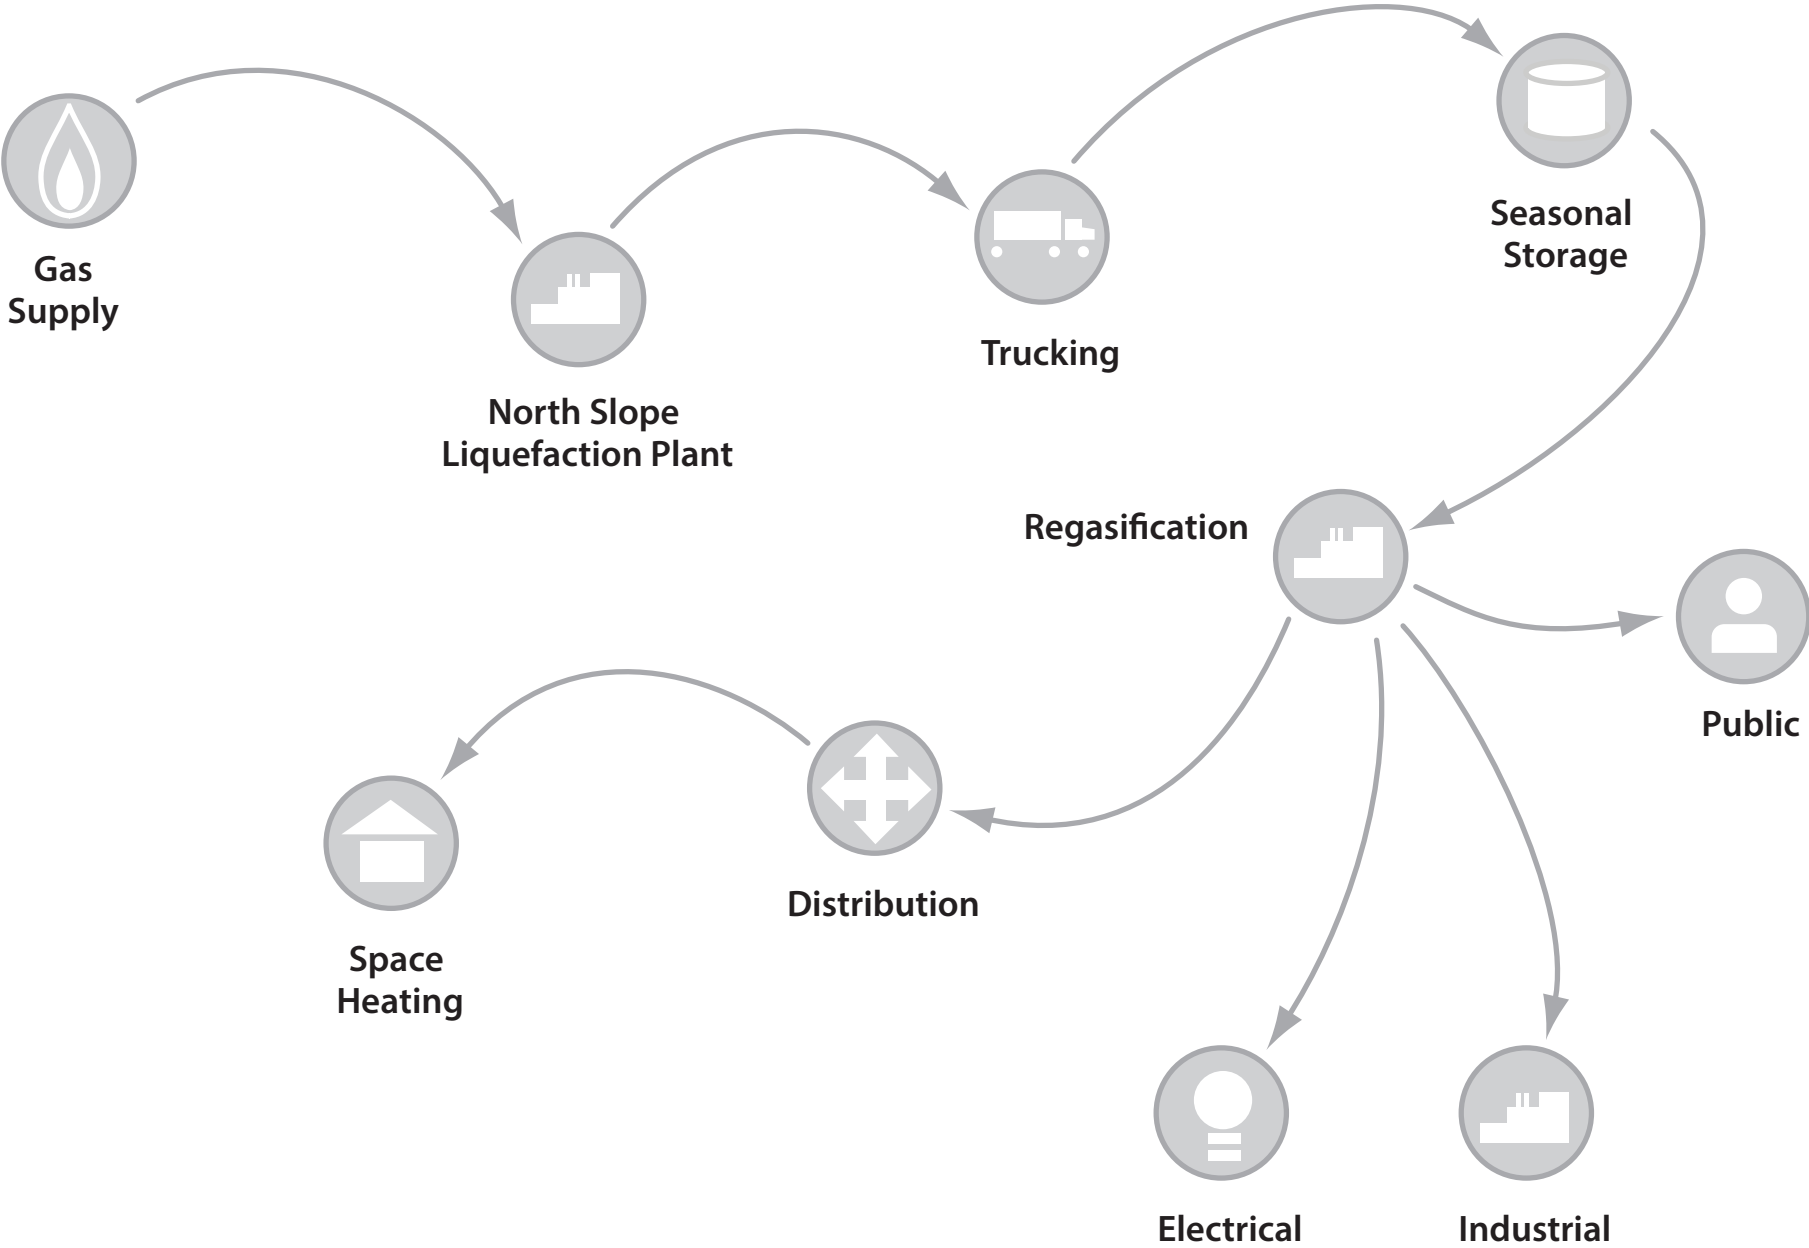 Gas
Supply
North Slope
Liquefaction Plant
Trucking
Seasonal
Storage
Regasification
Public
Distribution
Space
Heating
Electrical
Industrial